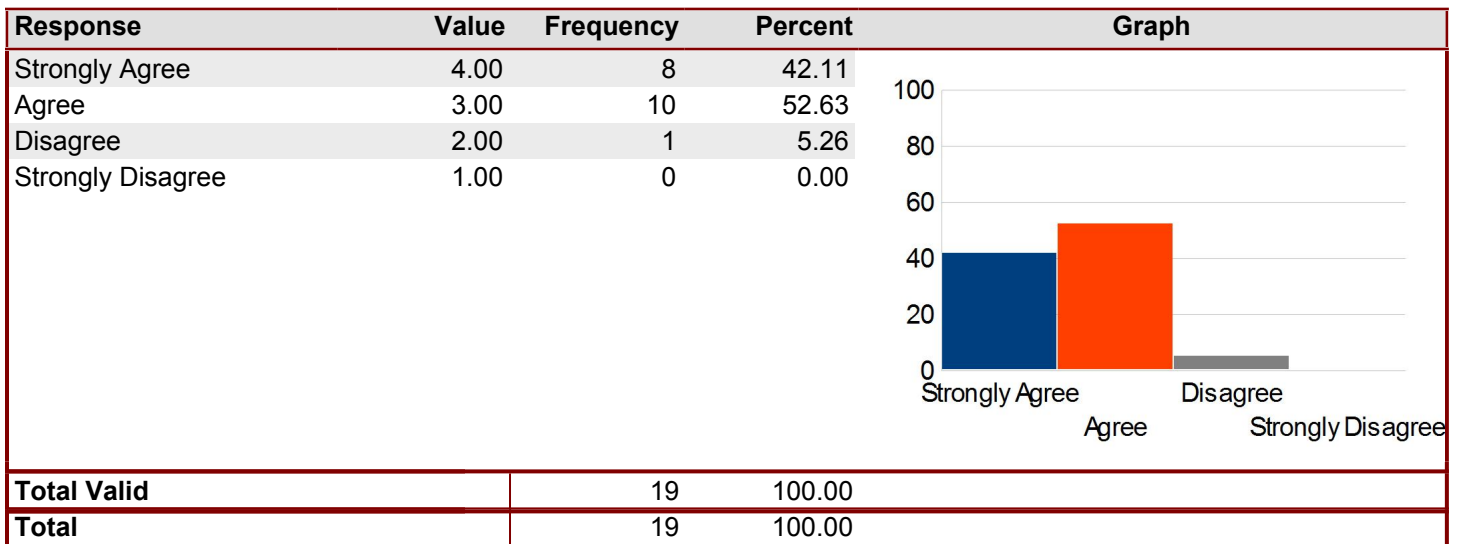 Response Value Frequency Percent Graph
Strongly Agree 4.00 8 42.11
Agree 3.00 10 52.63
Disagree 2.00 1 5.26
Strongly Disagree 1.00 0 0.00
100
80
60
40
20
0
Strongly Agree Disagree
Agree Strongly Disagree
Total Valid 19 100.00
Total 19 100.00